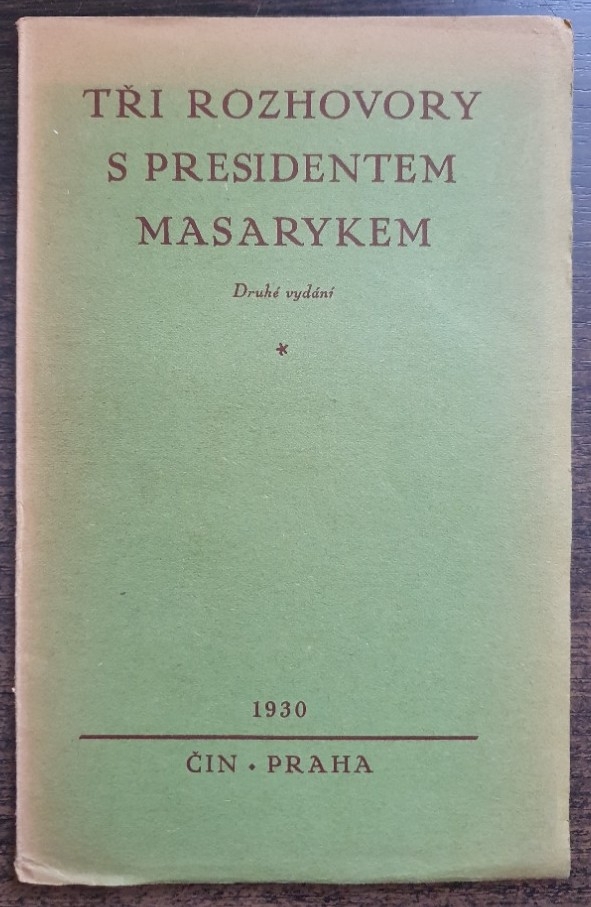 TŘI ROZHOVORY
S PRESIDENTEM
MASARYKEM
Druhé vydání
*
1930
ČIN • PRAHA